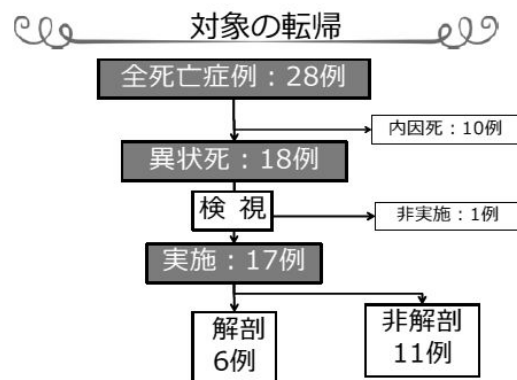 対象の転帰
全死亡症例：28例
内因死：10例
異状死：18例
検 視
非実施：1例
実施：17例
解剖
6例
非解剖
11例